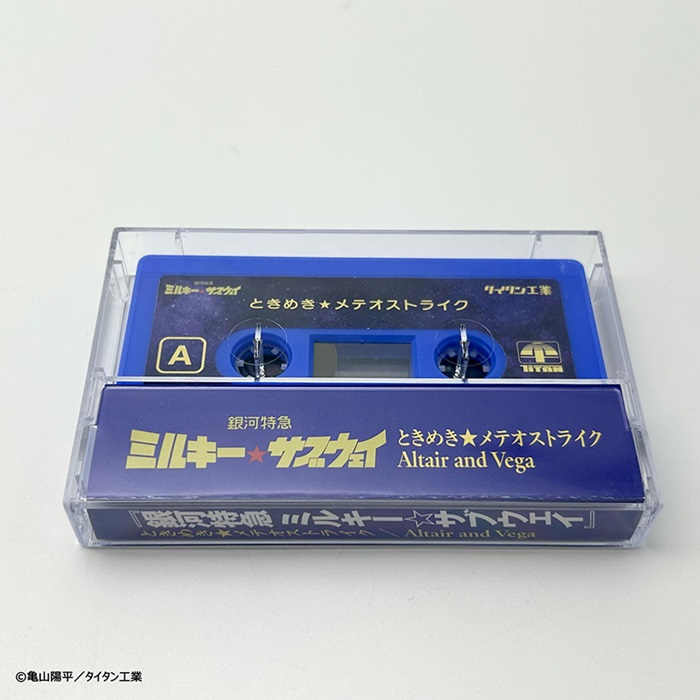 銀河特急
ミルキー★サブウェイ
タイタン工業
ときめき★メテオストライク
A
TITAN
銀河特急
ミルキー★サブウェイ
ときめき★メテオストライク
Altair and Vega
『銀河特急 ミルキー☆サブウェイ』
ときめき★メテオストライク / Altair and Vega
©亀山陽平／タイタン工業